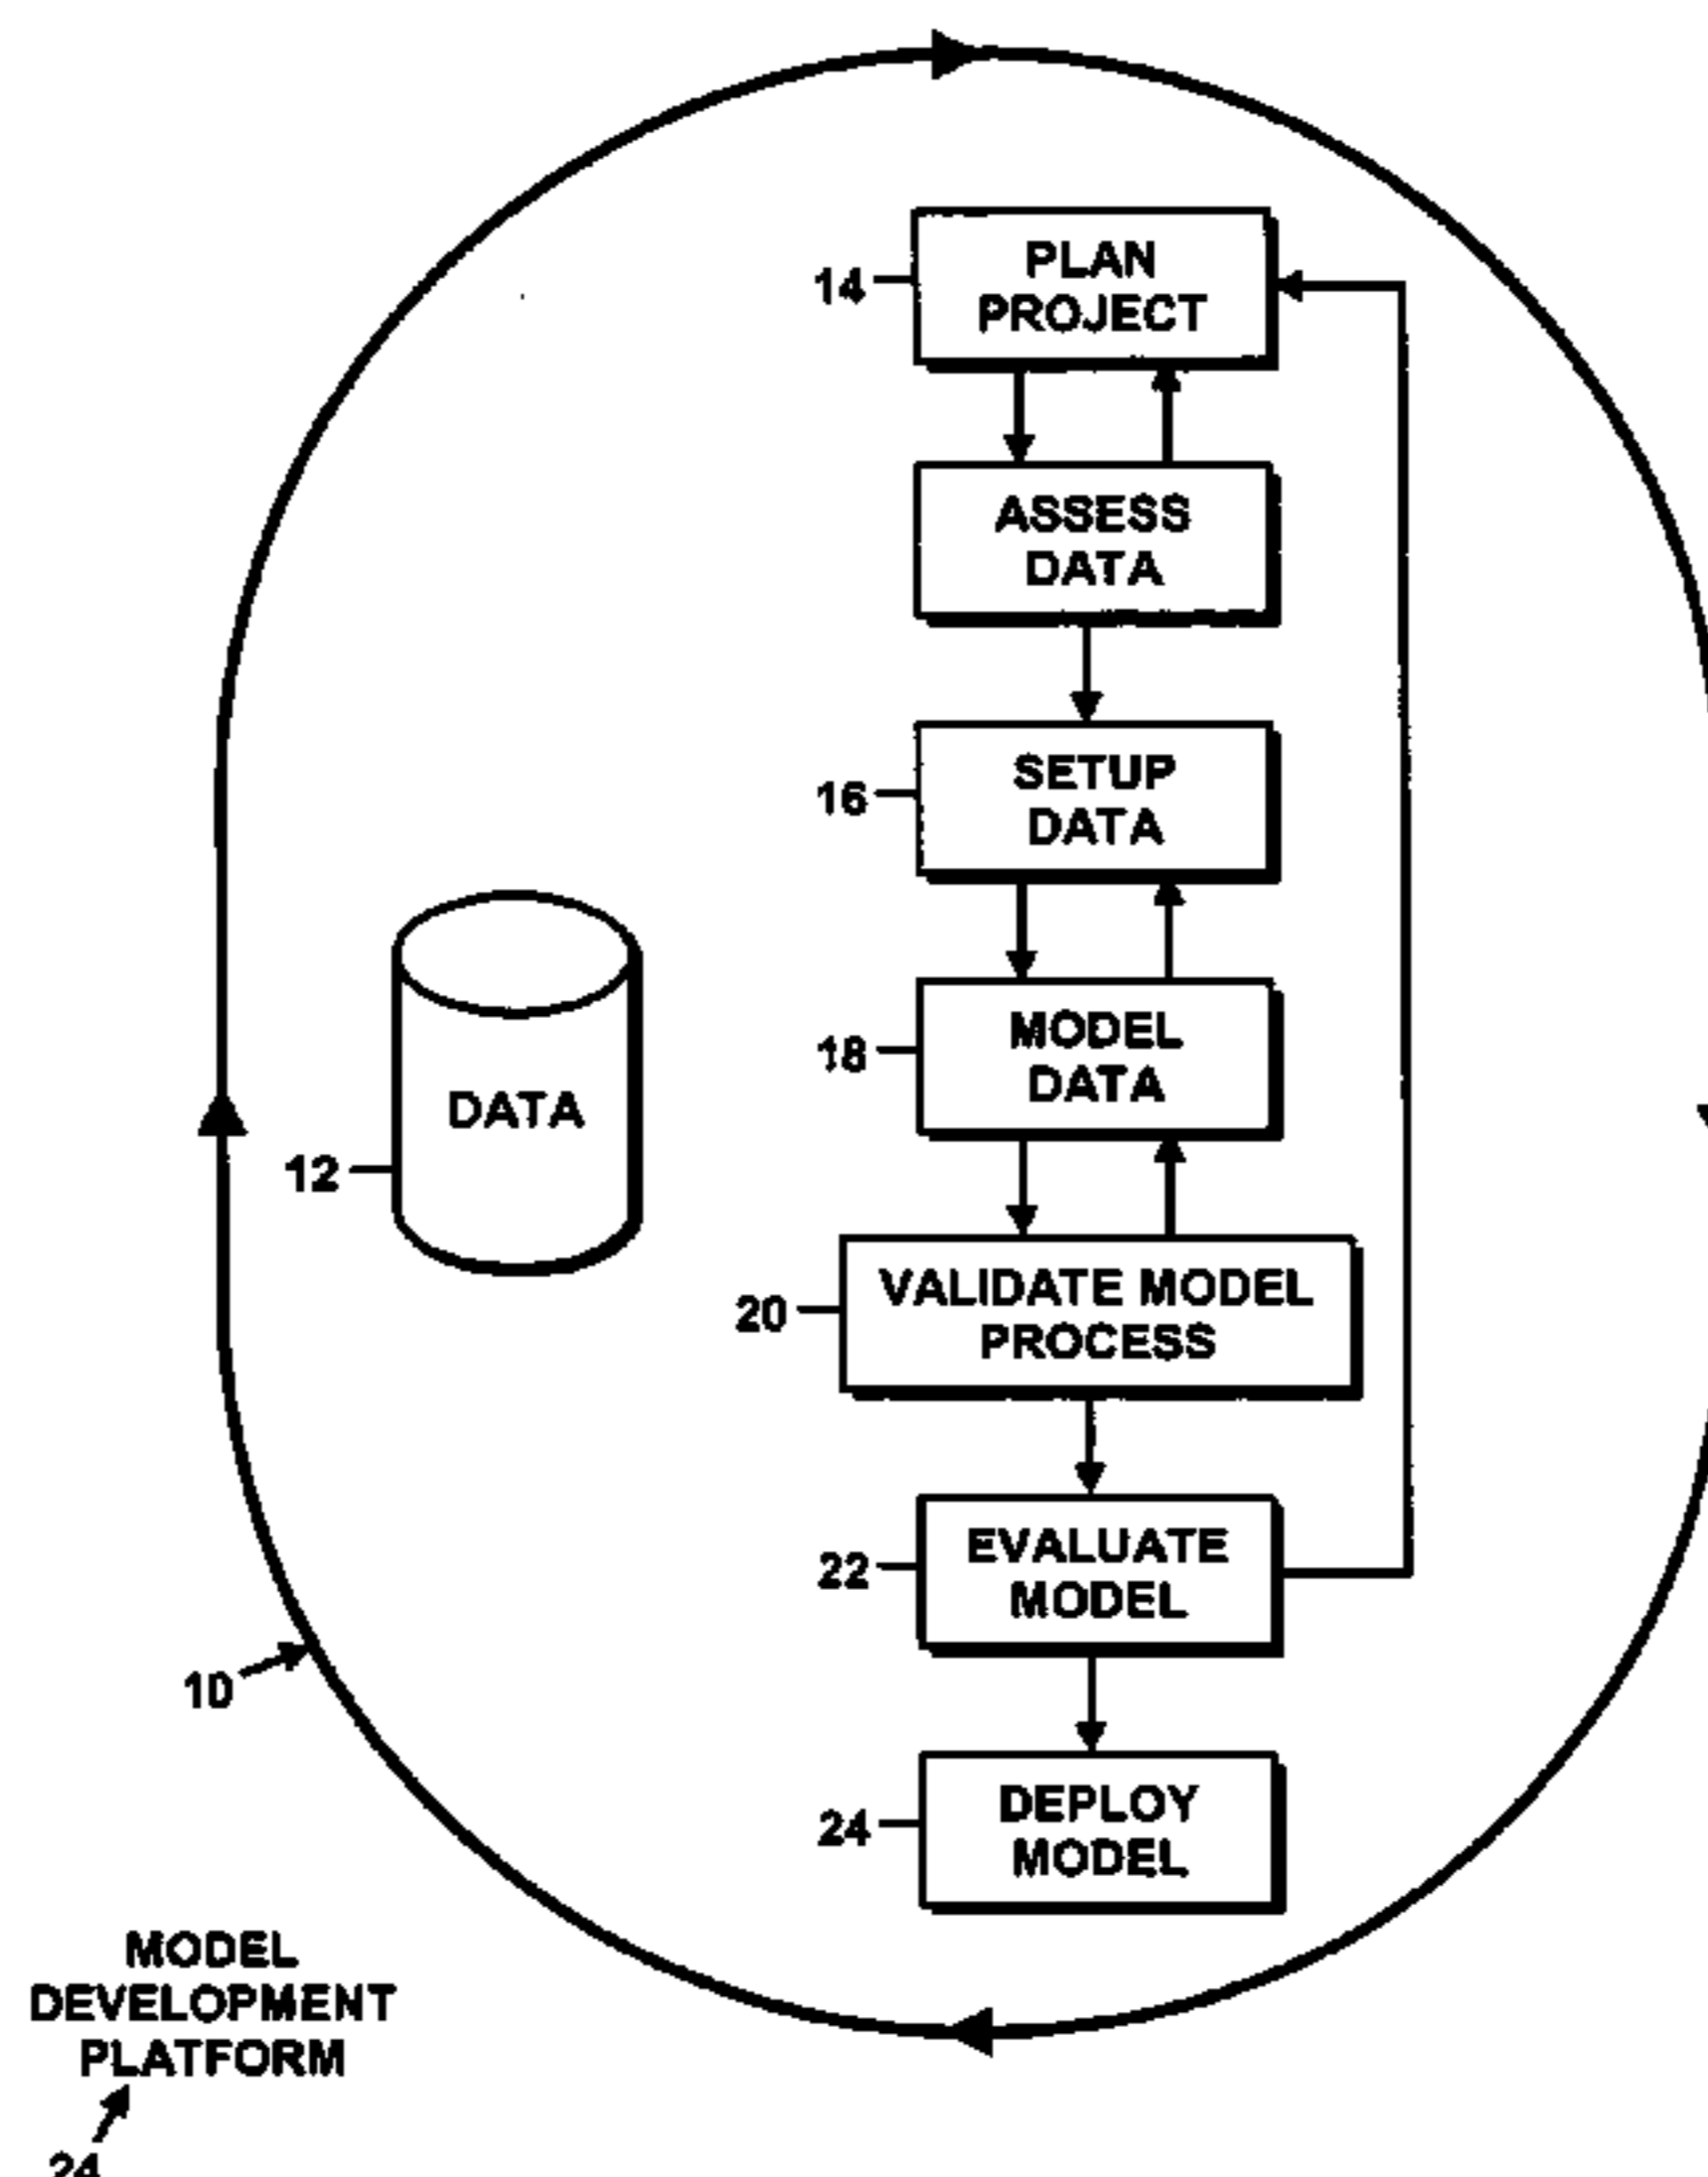 PLAN
14
PROJECT
ASSESS
DATA
SETUP
16
DATA
MODEL
18
DATA
DATA
12
VALIDATE MODEL
20
PROCESS
EVALUATE
22
MODEL
10
DEPLOY
24
MODEL
MODEL
DEVELOPMENT
PLATFORM
24